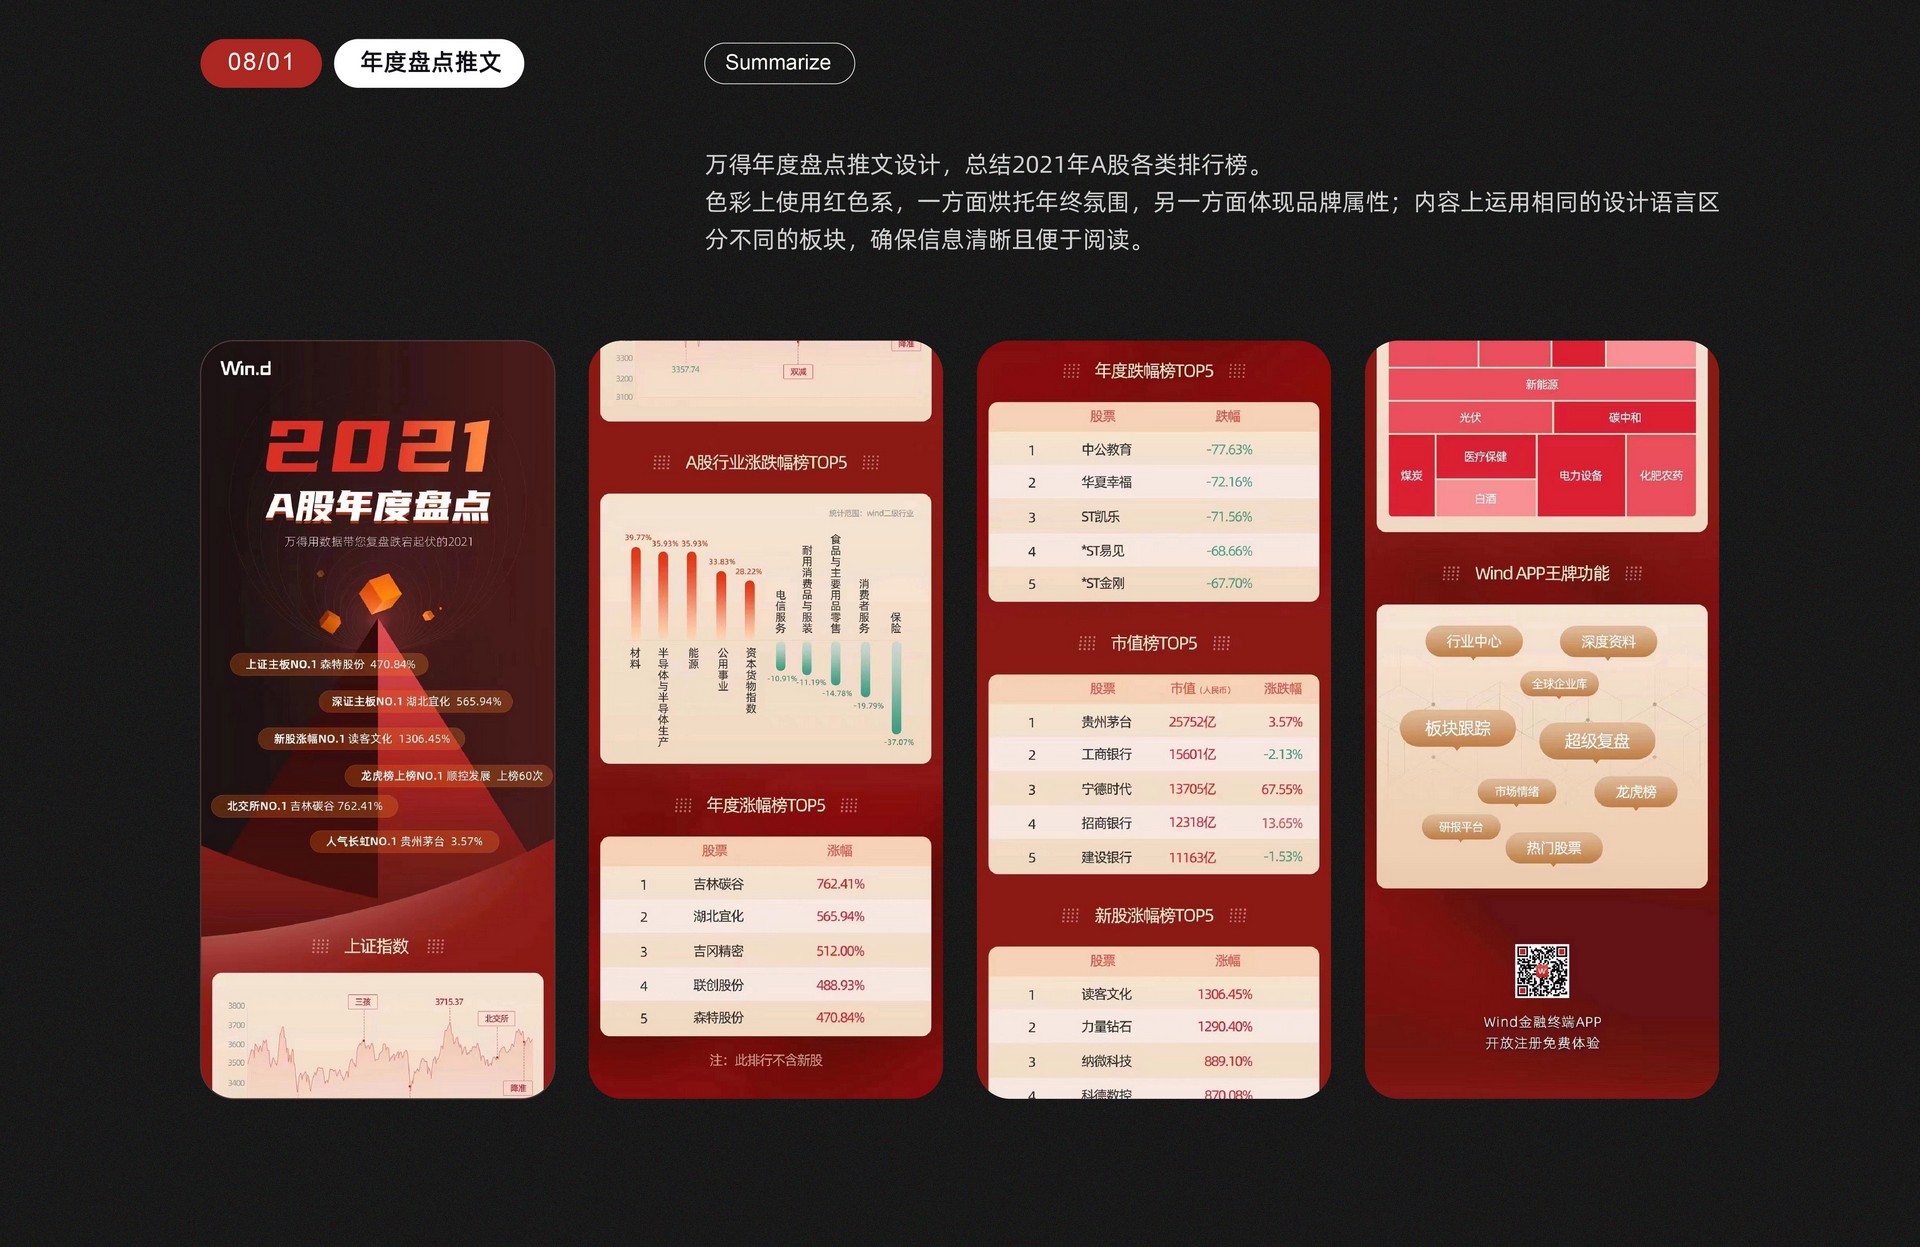 08/01
年度盘点推文
Summarize
万得年度盘点推文设计，总结2021年A股各类排行榜。
色彩上使用红色系，一方面烘托年终氛围，另一方面体现品牌属性；内容上运用相同的设计语言区
分不同的板块，确保信息清晰且便于阅读。
Win.d
2021
A股年度盘点
万得用数据带您复盘跌宕起伏的2021
上证主板NO.1 森特股份 470.84%
深证主板NO.1 湖北宜化 565.94%
新股涨幅NO.1 读客文化 1306.45%
龙虎榜上榜NO.1 顺控发展 上榜60次
北交所NO.1 吉林碳谷 762.41%
人气长虹NO.1 贵州茅台 3.57%
上证指数
3800
3700
3600
3500
3400
三孩
3715.37
北交所
降准
3300
3200
3100
3357.74
双减
降准
A股行业涨跌幅榜TOP5
统计范围：wind二级行业
39.77%
35.93%
35.93%
33.83%
28.22%
材料
半导体与半导体生产
能源
公用事业
资本货物指数
电信服务
耐用消费品与服装
食品与主要用品零售
消费者服务
保险
-10.91%
-11.19%
-14.78%
-19.79%
-37.07%
年度涨幅榜TOP5
股票 涨幅
1 吉林碳谷 762.41%
2 湖北宜化 565.94%
3 吉冈精密 512.00%
4 联创股份 488.93%
5 森特股份 470.84%
注：此排行不含新股
年度跌幅榜TOP5
股票 跌幅
1 中公教育 -77.63%
2 华夏幸福 -72.16%
3 ST凯乐 -71.56%
4 *ST易见 -68.66%
5 *ST金刚 -67.70%
市值榜TOP5
股票 市值（人民币） 涨跌幅
1 贵州茅台 25752亿 3.57%
2 工商银行 15601亿 -2.13%
3 宁德时代 13705亿 67.55%
4 招商银行 12318亿 13.65%
5 建设银行 11163亿 -1.53%
新股涨幅榜TOP5
股票 涨幅
1 读客文化 1306.45%
2 力量钻石 1290.40%
3 纳微科技 889.10%
4 科德数控 870.08%
新能源
光伏
碳中和
煤炭
医疗保健
白酒
电力设备
化肥农药
Wind APP王牌功能
行业中心
深度资料
全球企业库
板块跟踪
超级复盘
市场情绪
龙虎榜
研报平台
热门股票
W
Wind金融终端APP
开放注册免费体验